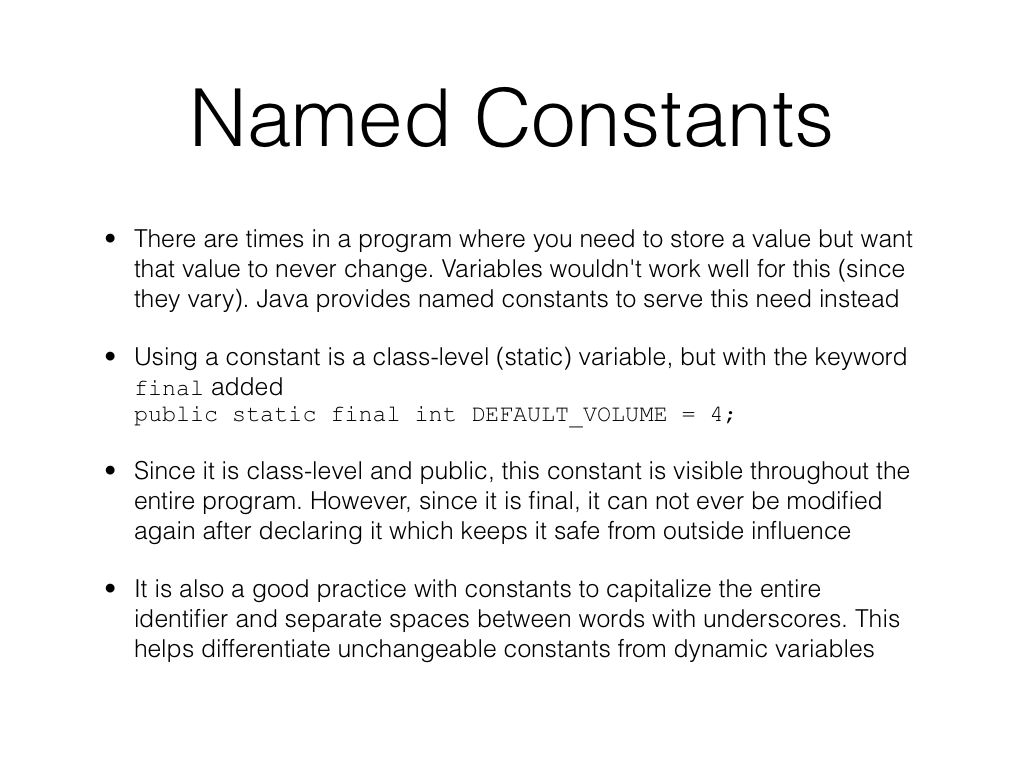 Named Constants
• There are times in a program where you need to store a value but want
that value to never change. Variables wouldn't work well for this (since
they vary). Java provides named constants to serve this need instead
• Using a constant is a class-level (static) variable, but with the keyword
final added
public static final int DEFAULT_VOLUME = 4;
• Since it is class-level and public, this constant is visible throughout the
entire program. However, since it is final, it can not ever be modified
again after declaring it which keeps it safe from outside influence
• It is also a good practice with constants to capitalize the entire
identifier and separate spaces between words with underscores. This
helps differentiate unchangeable constants from dynamic variables